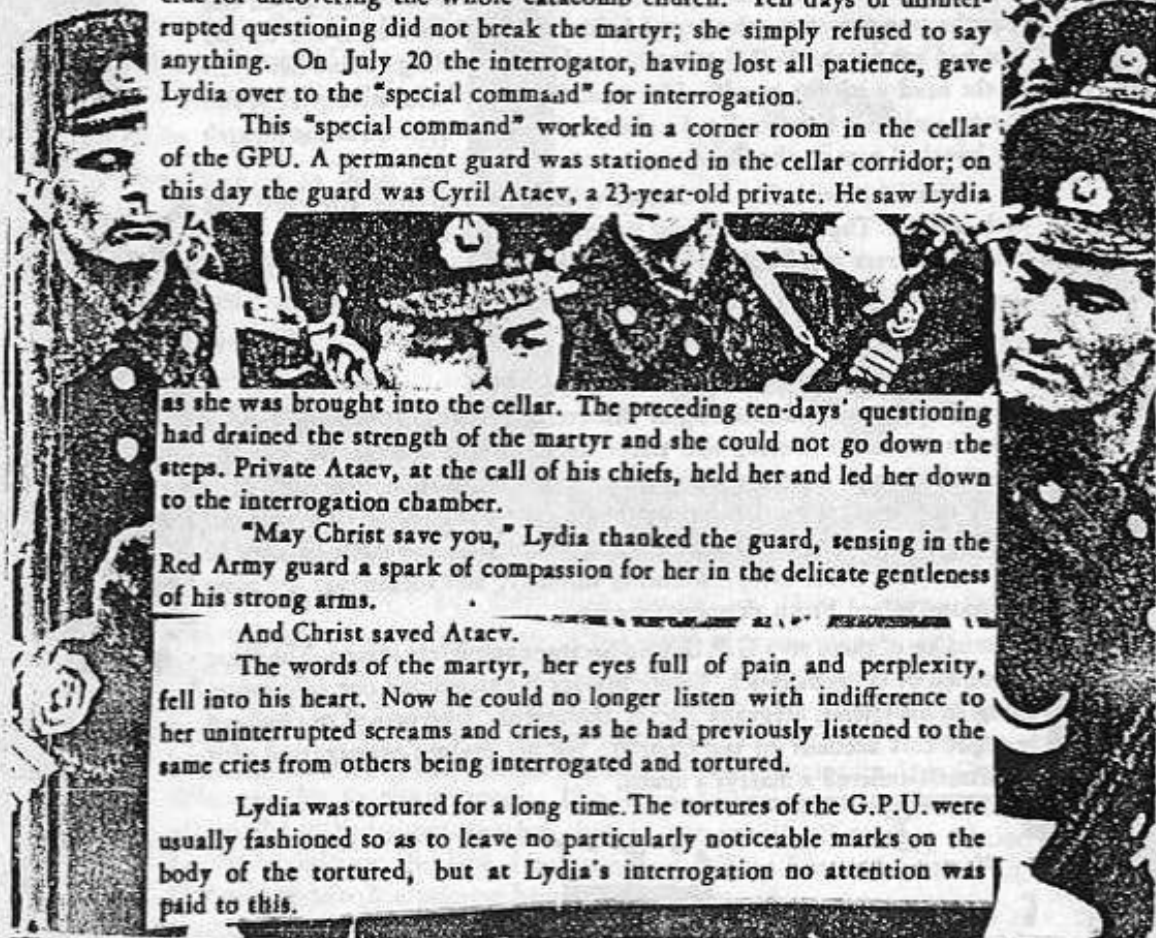 for uncovering the whole catacomb church. Ten days of uninter-
rupted questioning did not break the martyr; she simply refused to say
anything. On July 20 the interrogator, having lost all patience, gave
Lydia over to the "special command" for interrogation.
This "special command" worked in a corner room in the cellar
of the GPU. A permanent guard was stationed in the cellar corridor; on
this day the guard was Cyril Ataev, a 23-year-old private. He saw Lydia
as she was brought into the cellar. The preceding ten-days' questioning
had drained the strength of the martyr and she could not go down the
steps. Private Ataev, at the call of his chiefs, held her and led her down
to the interrogation chamber.
"May Christ save you," Lydia thanked the guard, sensing in the
Red Army guard a spark of compassion for her in the delicate gentleness
of his strong arms.
And Christ saved Ataev.
The words of the martyr, her eyes full of pain and perplexity,
fell into his heart. Now he could no longer listen with indifference to
her uninterrupted screams and cries, as he had previously listened to the
same cries from others being interrogated and tortured.
Lydia was tortured for a long time. The tortures of the G.P.U. were
usually fashioned so as to leave no particularly noticeable marks on the
body of the tortured, but at Lydia's interrogation no attention was
paid to this.